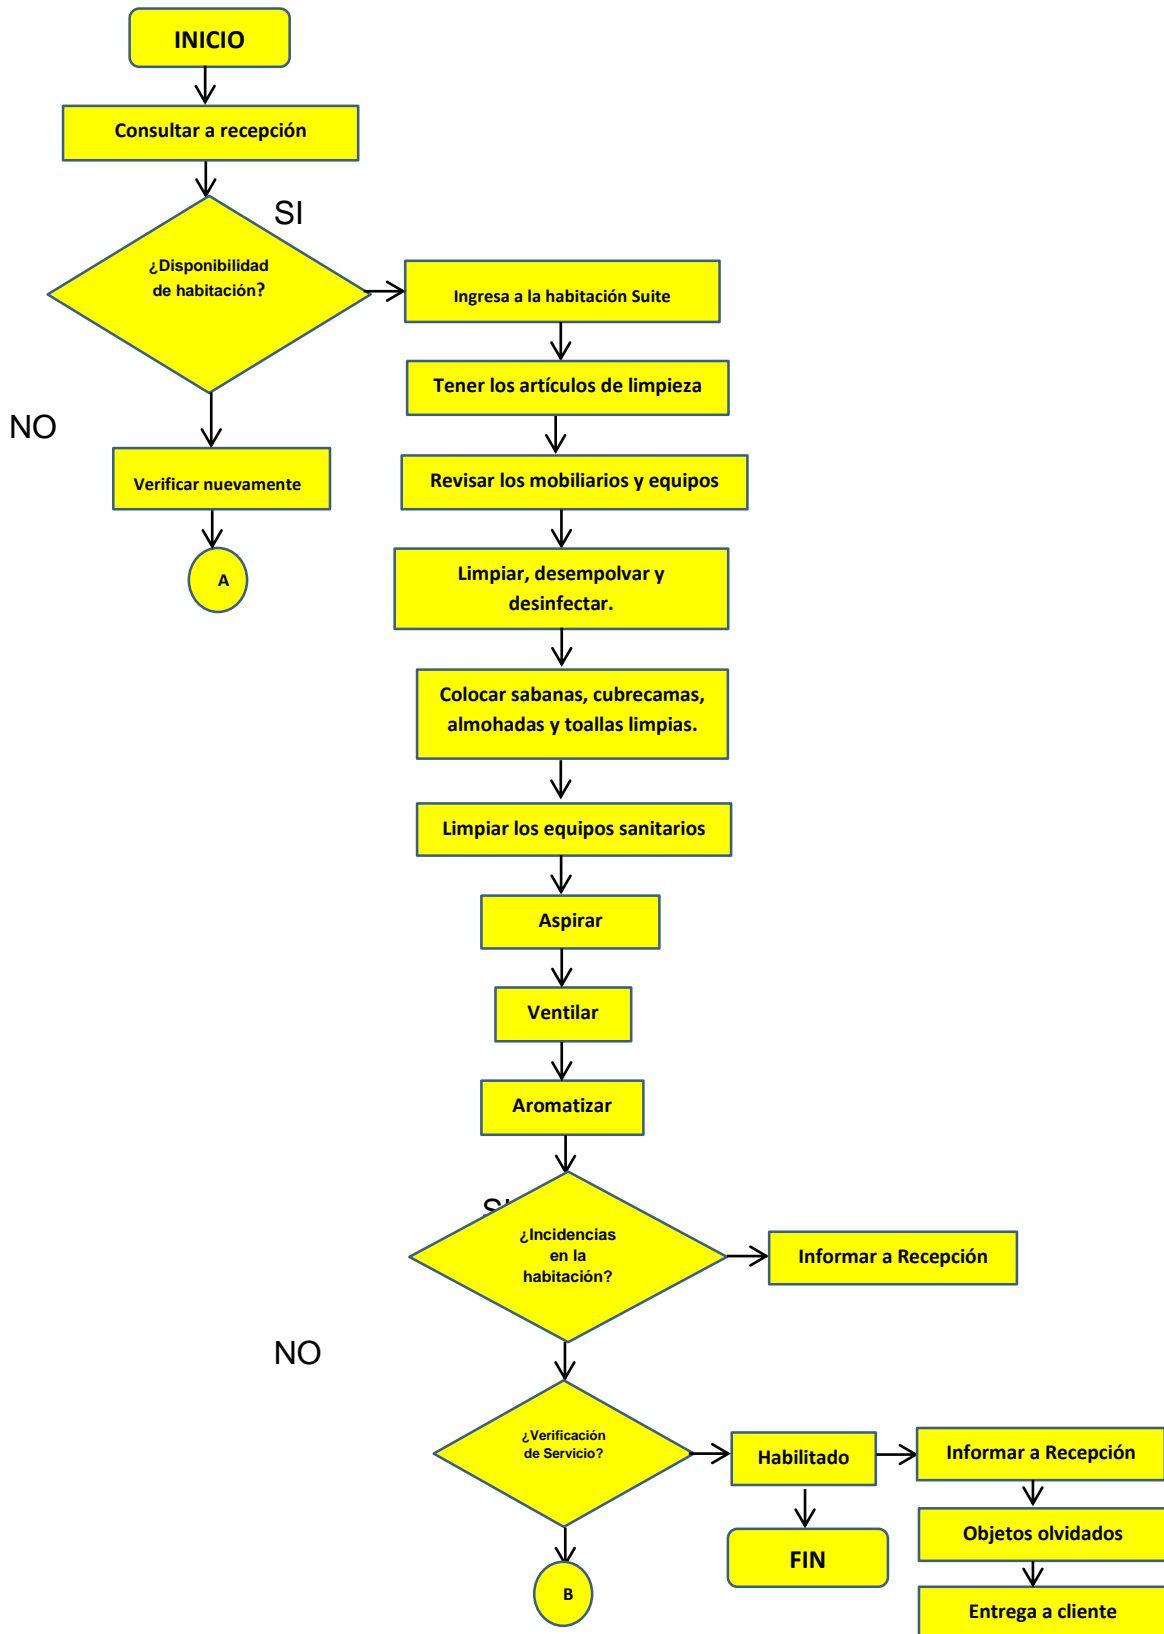 INICIO
Consultar a recepción
SI
¿Disponibilidad
de habitación?
Ingresa a la habitación Suite
Tener los artículos de limpieza
NO
Verificar nuevamente
Revisar los mobiliarios y equipos
A
Limpiar, desempolvar y
desinfectar.
Colocar sabanas, cubrecamas,
almohadas y toallas limpias.
Limpiar los equipos sanitarios
Aspirar
Ventilar
Aromatizar
SI
¿Incidencias
en la
habitación?
Informar a Recepción
NO
¿Verificación
de Servicio?
Habilitado
Informar a Recepción
Objetos olvidados
FIN
B
Entrega a cliente